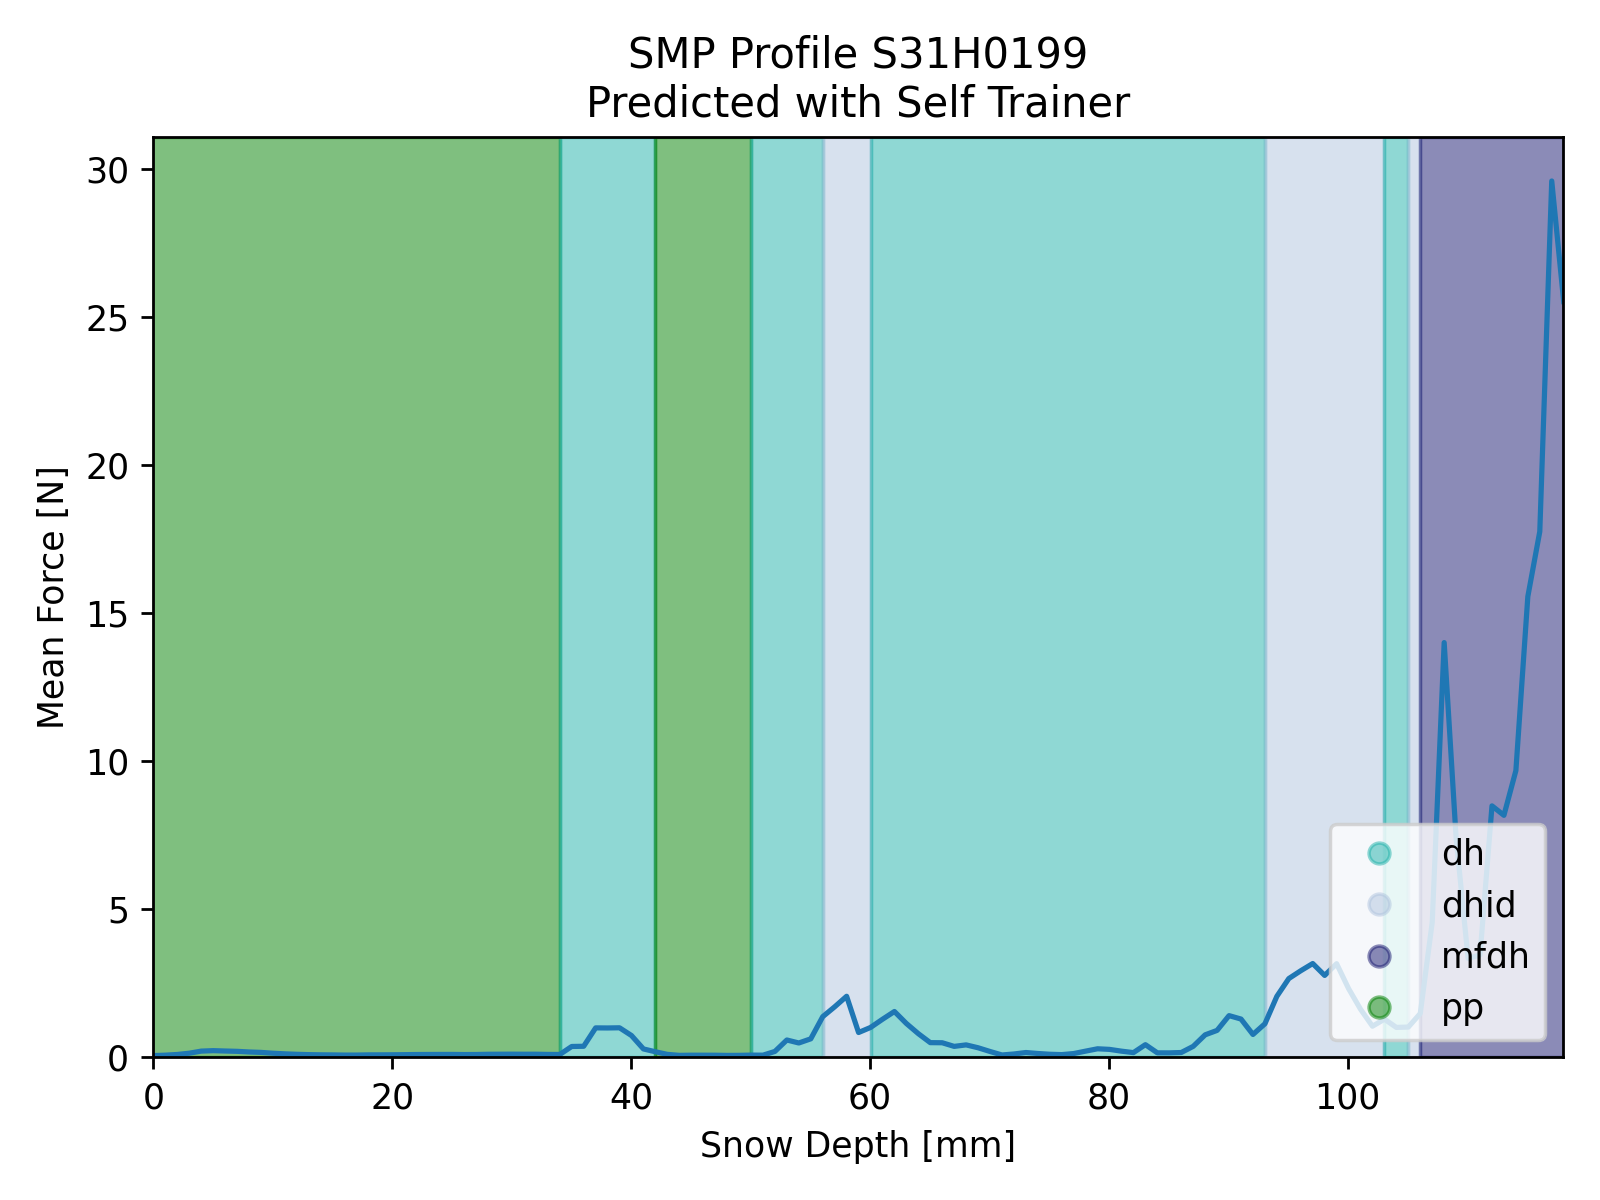 SMP Profile S31H0199
Predicted with Self Trainer
Mean Force [N]
30
25
20
15
10
5
0
dh
dhid
mfdh
pp
0 20 40 60 80 100
Snow Depth [mm]